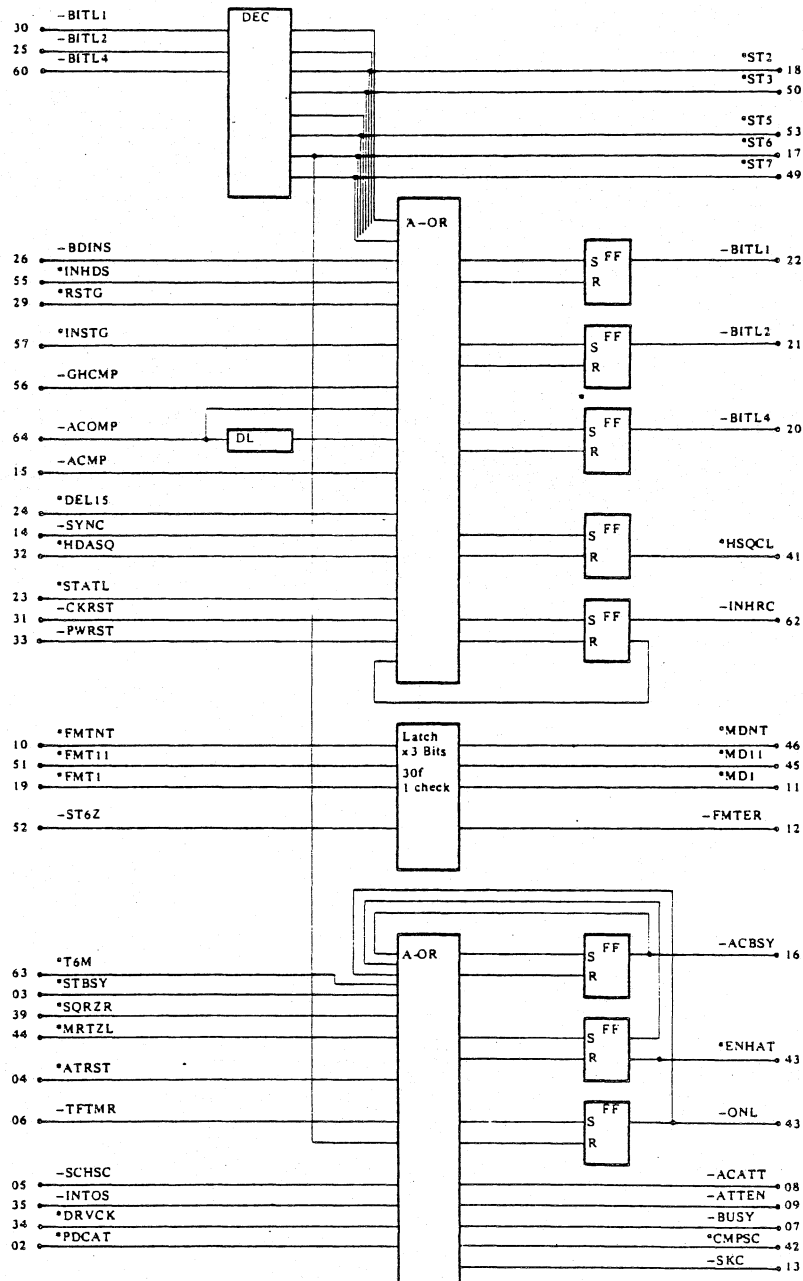 -BITL1 DEC
30
-BITL2
25
-BITL4
60
*ST2
18
*ST3
50
*ST5
53
*ST6
17
*ST7
49
A-OR
-BDINS
26
*INHDS
55
*RSTG
29
*INSTG
57
-GHCMP
56
-ACOMP
64 DL
-ACMP
15
*DEL15
24
-SYNC
14
*HDASQ
32
*STATL
23
-CKRST
31
-PWRST
33
S FF
R
-BITL1
22
S FF
R
-BITL2
21
S FF
R
-BITL4
20
S FF
R
*HSQCL
41
S FF
R
-INHRC
62
*FMTNT
10
*FMT11
51
*FMT1
19
-ST6Z
52
Latch
x3 Bits
30f
1 check
*MDNT
46
*MD11
45
*MD1
11
-FMTER
12
A-OR
*T6M
63
*STBSY
03
*SQRZR
39
*MRTZL
44
*ATRST
04
-TFTMR
06
-SCHSC
05
-INTOS
35
*DRVCK
34
*PDCAT
02
S FF
R
-ACBSY
16
S FF
R
*ENHAT
43
S FF
R
-ONL
43
-ACATT
08
-ATTEN
09
-BUSY
07
*CMPSC
42
-SKC
13